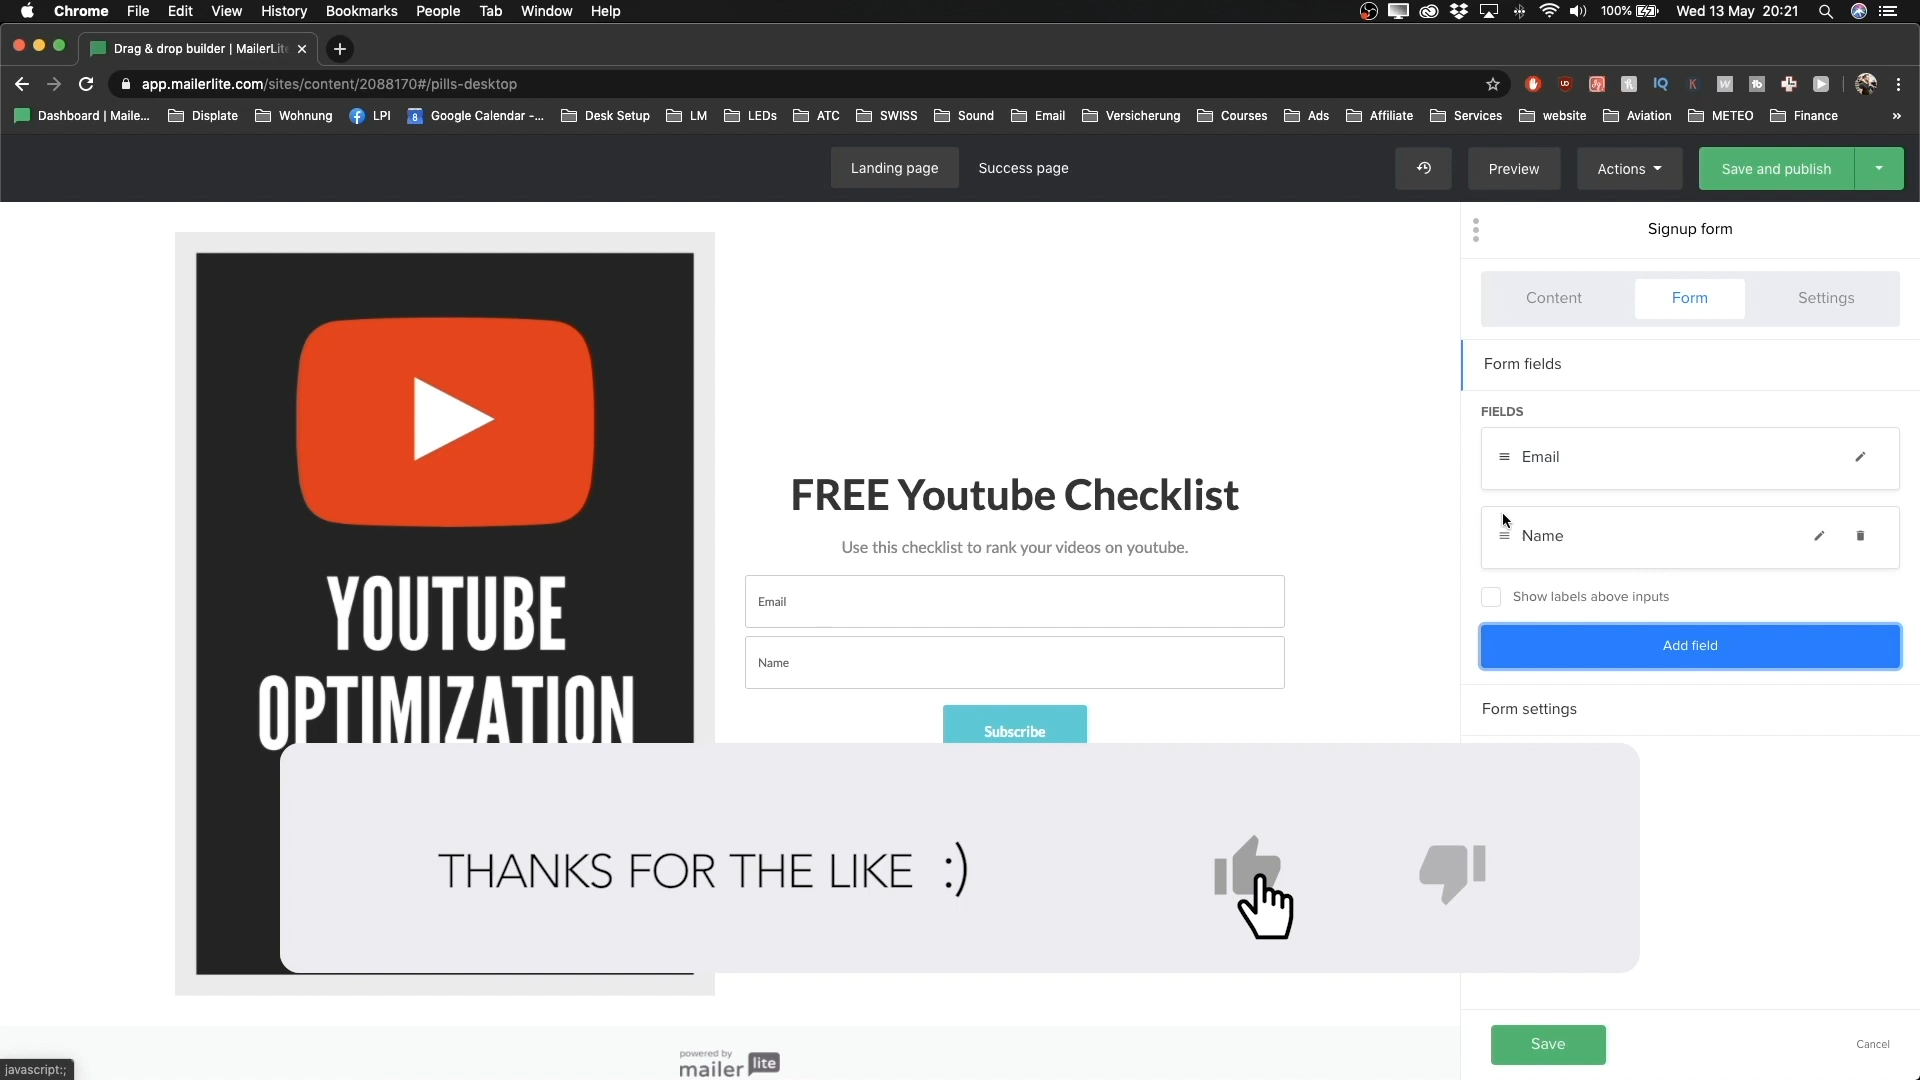 Chrome File Edit View History Bookmarks People Tab Window Help 100% Wed 13 May 20:21
Drag & drop builder | MailerLite
app.mailerlite.com/sites/content/2088170#/pills-desktop
Dashboard | Maile... Displate Wohnung LPI Google Calendar -... Desk Setup LM LEDs ATC SWISS Sound Email Versicherung Courses Ads Affiliate Services website Aviation METEO Finance »
Landing page Success page Preview Actions Save and publish
Signup form
Content Form Settings
Form fields
FIELDS
Email
Name
Show labels above inputs
Add field
Form settings
YOUTUBE
OPTIMIZATION
FREE Youtube Checklist
Use this checklist to rank your videos on youtube.
Email
Name
Subscribe
THANKS FOR THE LIKE :)
Save Cancel
powered by
mailer lite
javascript:;